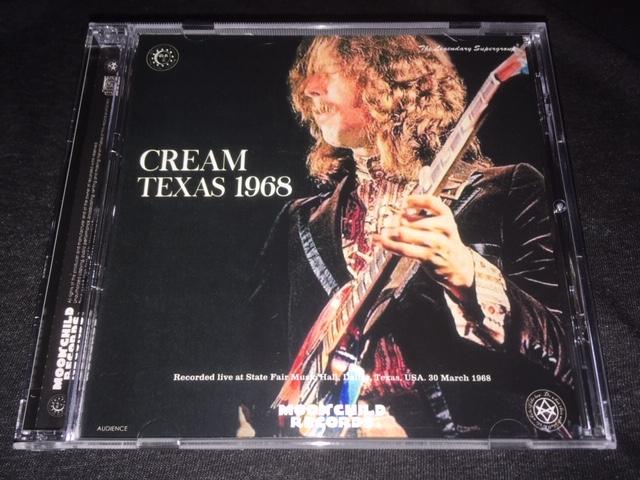 The Legendary Supergroup
CREAM
TEXAS 1968
Recorded live at State Fair Music Hall, Dallas, Texas, USA. 30 March 1968
MOONCHILD
RECORDS
AUDIENCE
MOONCHILD
RECORDS